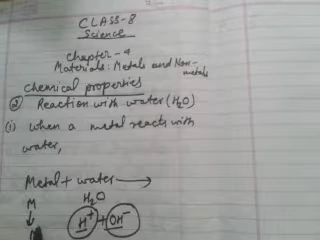 CLASS-8
Science
Chapter-4
Materials: Metals and Non-
metals
Chemical properties
② Reaction with water (H₂O)
(i) When a metal reacts with
water,
Metal + water ⟶
M H₂O
↓ H⁺ + OH⁻